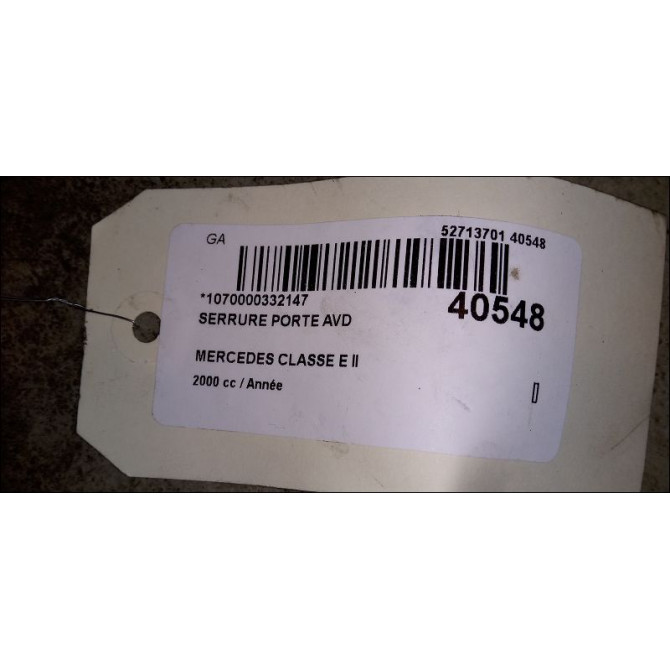 GA
52713701 40548
*1070000332147
40548
SERRURE PORTE AVD
MERCEDES CLASSE E II
2000 cc / Année